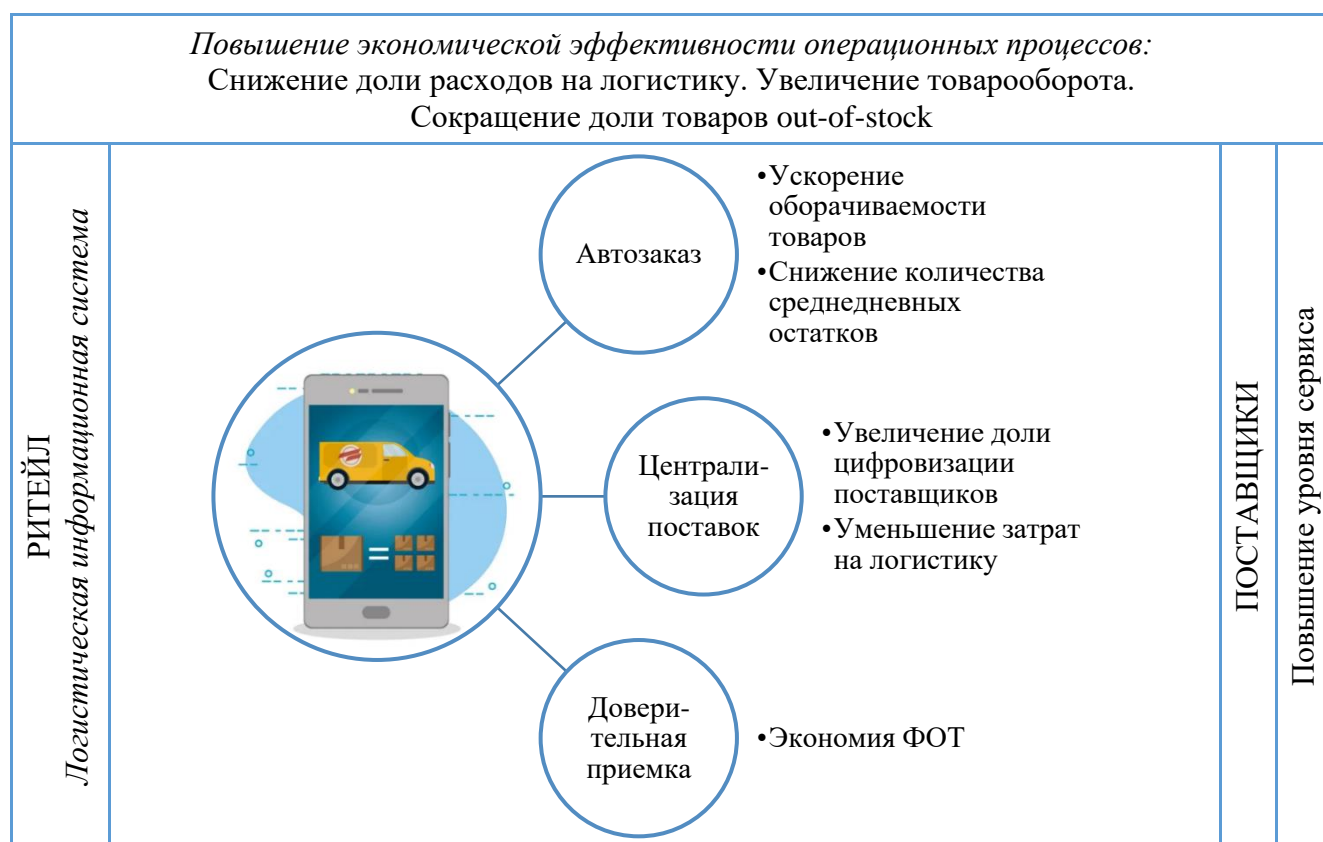 Повышение экономической эффективности операционных процессов:
Снижение доли расходов на логистику. Увеличение товарооборота.
Сокращение доли товаров out-of-stock
РИТЕЙЛ
Логистическая информационная система
Автозаказ
•Ускорение
оборачиваемости
товаров
•Снижение количества
среднедневных
остатков
Централи-
зация
поставок
•Увеличение доли
цифровизации
поставщиков
•Уменьшение затрат
на логистику
Довери-
тельная
приемка
•Экономия ФОТ
ПОСТАВЩИКИ
Повышение уровня сервиса